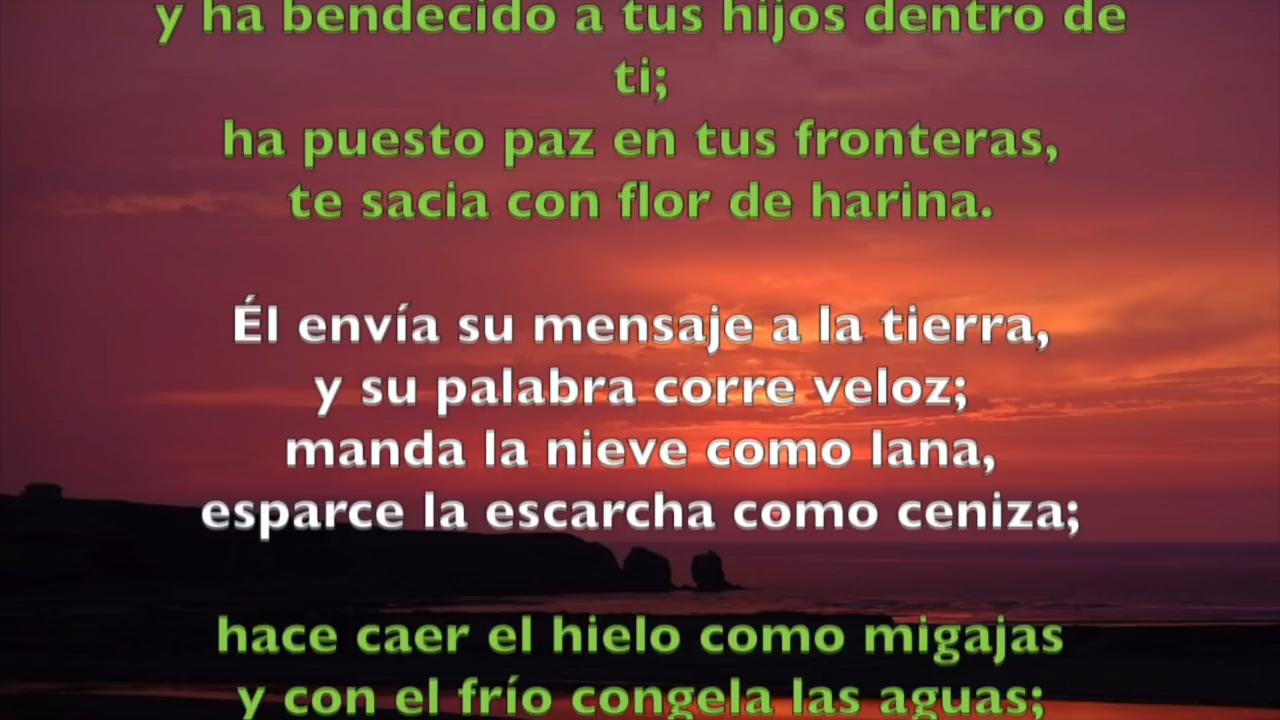 y ha bendecido a tus hijos dentro de
ti;
ha puesto paz en tus fronteras,
te sacia con flor de harina.
Él envía su mensaje a la tierra,
y su palabra corre veloz;
manda la nieve como lana,
esparce la escarcha como ceniza;
hace caer el hielo como migajas
y con el frío congela las aguas;